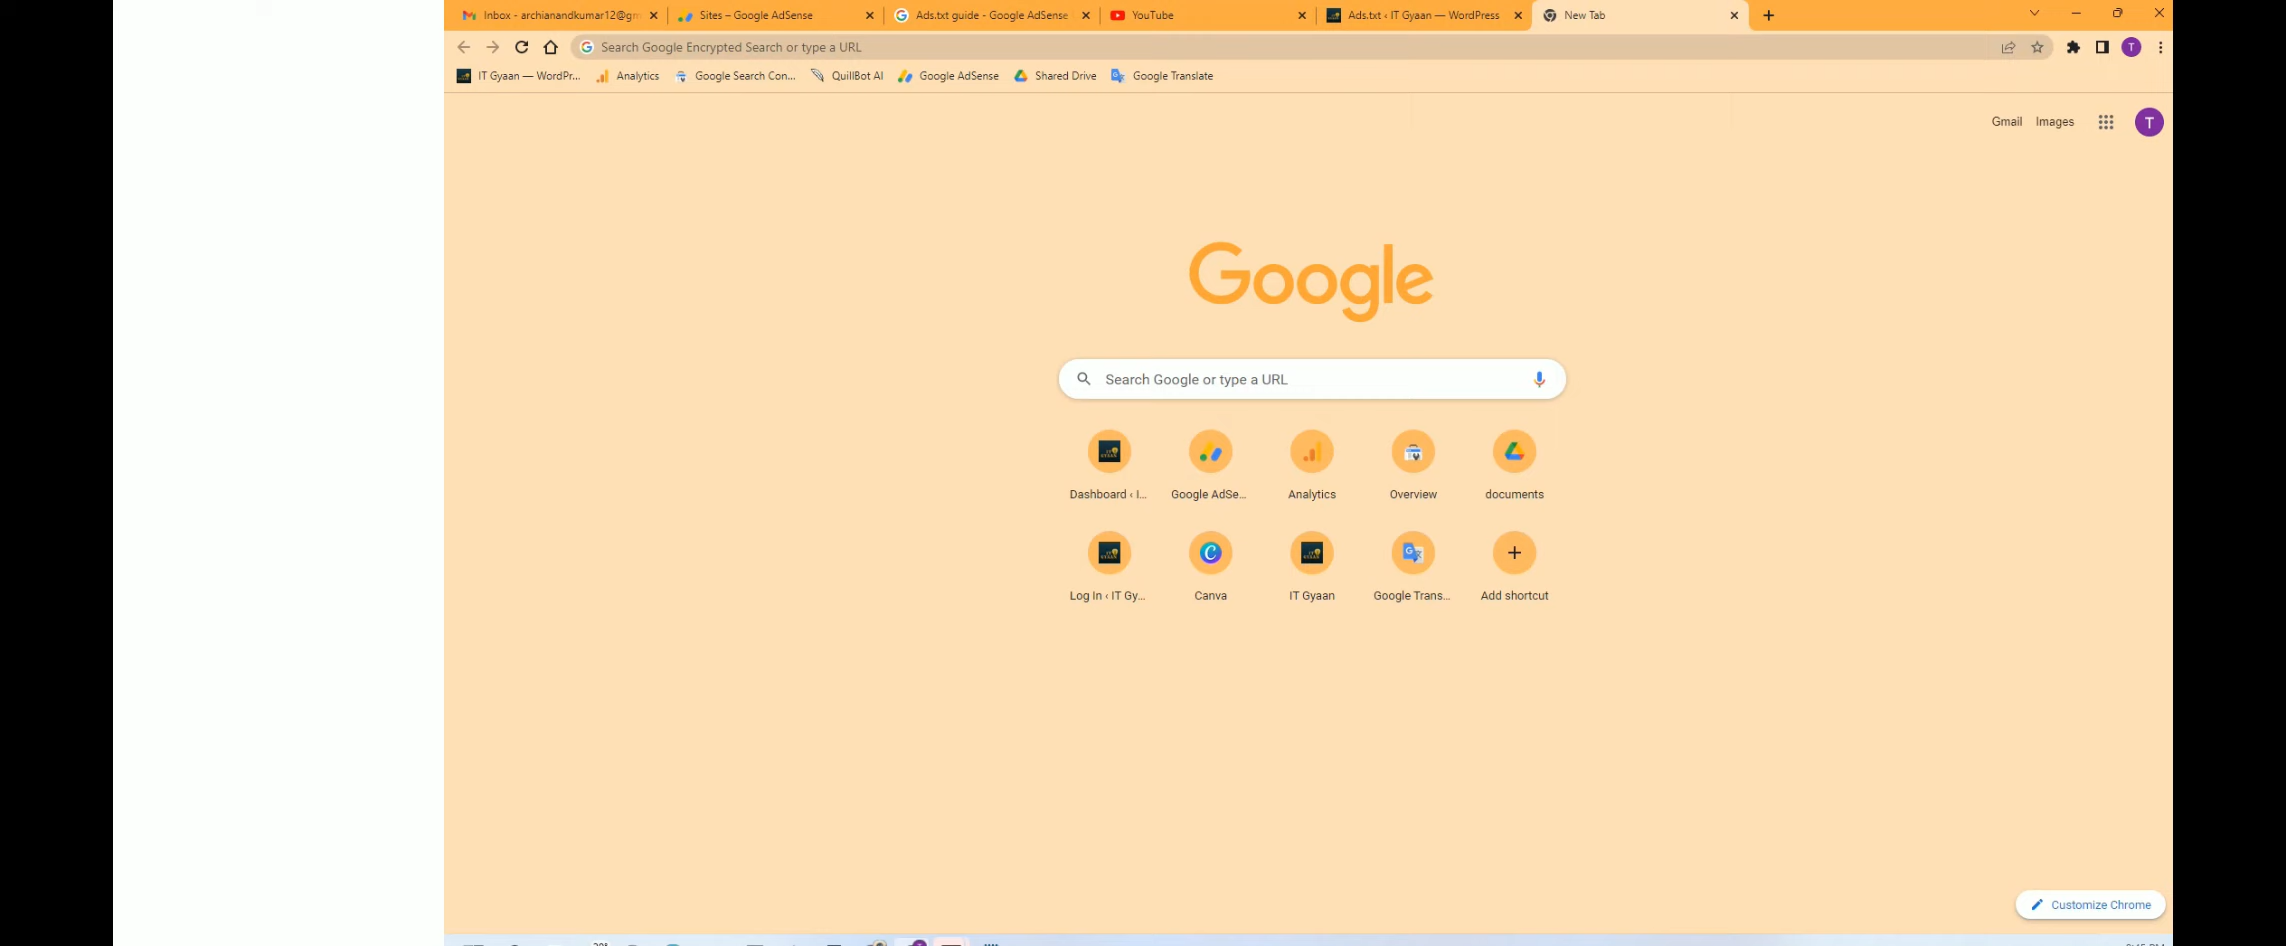 Inbox - archianandkumar12@gm
Sites – Google AdSense
Ads.txt guide - Google AdSense
YouTube
Ads.txt ‹ IT Gyaan — WordPress
New Tab
Search Google Encrypted Search or type a URL
T
IT Gyaan — WordPr...
Analytics
Google Search Con...
QuillBot AI
Google AdSense
Shared Drive
Google Translate
Gmail
Images
T
Google
Search Google or type a URL
Dashboard ‹ I...
Google AdSe...
Analytics
Overview
documents
Log In ‹ IT Gy...
Canva
IT Gyaan
Google Trans...
Add shortcut
Customize Chrome